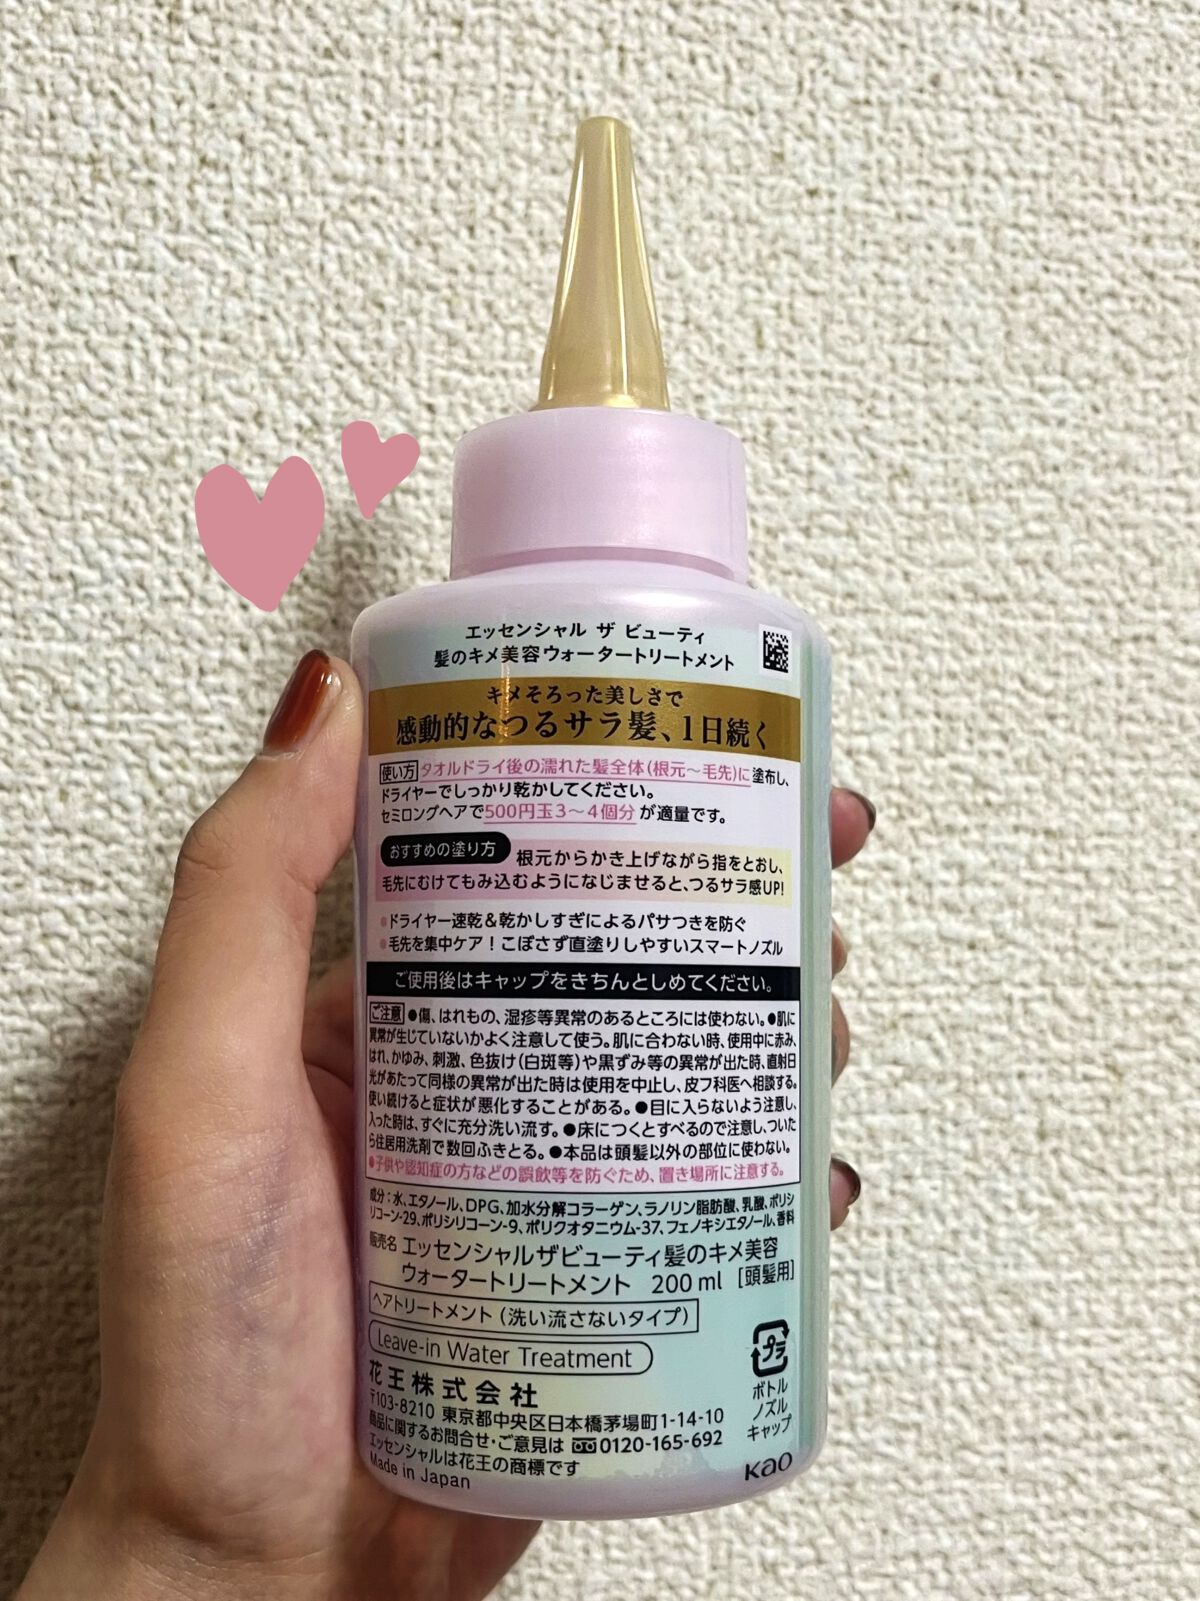 エッセンシャル ザ ビューティ
髪のキメ美容ウォータートリートメント
キメそろった美しさで
感動的なつるサラ髪、1日続く
使い方 タオルドライ後の濡れた髪全体(根元～毛先)に塗布し、
ドライヤーでしっかり乾かしてください。
セミロングヘアで500円玉3～4個分が適量です。
おすすめの塗り方 根元からかき上げながら指をとおし、
毛先にむけてもみ込むようになじませると、つるサラ感UP!
●ドライヤー速乾&乾かしすぎによるパサつきを防ぐ
●毛先を集中ケア！こぼさず直塗りしやすいスマートノズル
ご使用後はキャップをきちんとしめてください。
ご注意 ●傷、はれもの、湿疹等異常のあるところには使わない。●肌に
異常が生じていないかよく注意して使う。肌に合わない時、使用中に赤み、
はれ、かゆみ、刺激、色抜け(白斑等)や黒ずみ等の異常が出た時、直射日
光があたって同様の異常が出た時は使用を中止し、皮フ科医へ相談する。
使い続けると症状が悪化することがある。●目に入らないよう注意し、
入った時は、すぐに充分洗い流す。●床につくとすべるので注意し、ついた
ら住居用洗剤で数回ふきとる。●本品は頭髪以外の部位に使わない。
●子供や認知症の方などの誤飲等を防ぐため、置き場所に注意する。
成分：水、エタノール、DPG、加水分解コラーゲン、ラノリン脂肪酸、乳酸、ポリシ
リコーン-29、ポリシリコーン-9、ポリクオタニウム-37、フェノキシエタノール、香料
販売名 エッセンシャルザビューティ髪のキメ美容
ウォータートリートメント 200ml [頭髪用]
ヘアトリートメント(洗い流さないタイプ)
Leave-in Water Treatment
花王株式会社
〒103-8210 東京都中央区日本橋茅場町1-14-10
商品に関するお問合せ・ご意見は 0120-165-692
エッセンシャルは花王の商標です
Made in Japan
プラ
ボトル
ノズル
キャップ
Kao